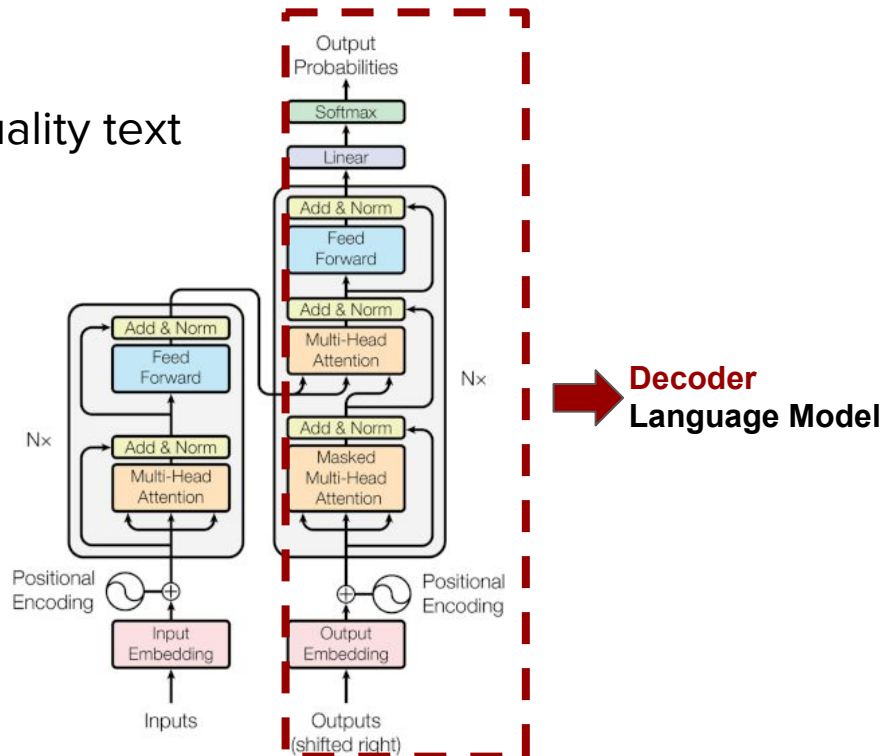 uality text
Output
Probabilities
Softmax
Linear
Add & Norm
Feed
Forward
Add & Norm
Multi-Head
Attention
Nx
Add & Norm
Masked
Multi-Head
Attention
Positional
Encoding
Output
Embedding
Outputs
(shifted right)
Add & Norm
Feed
Forward
Nx
Add & Norm
Multi-Head
Attention
Positional
Encoding
Input
Embedding
Inputs
Decoder
Language Model